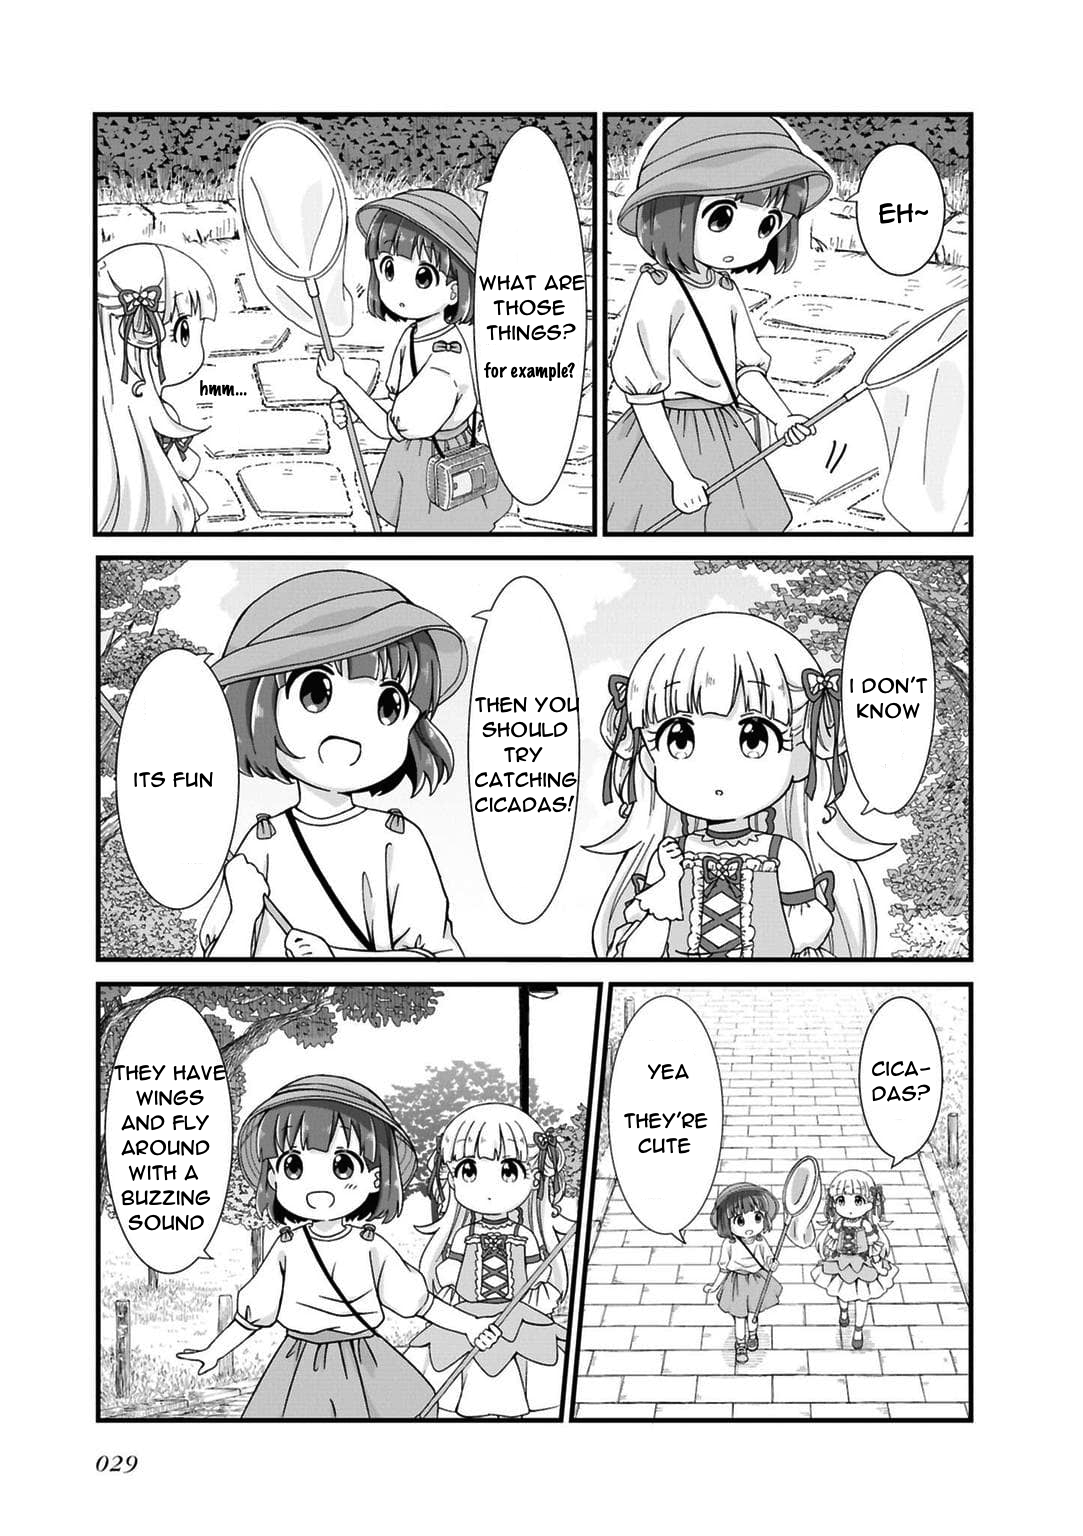 EH~
WHAT ARE
THOSE
THINGS?
for example?
hmm...
I DON'T
KNOW
THEN YOU
SHOULD
TRY
CATCHING
CICADAS!
ITS FUN
CICA-
DAS?
YEA
THEY'RE
CUTE
THEY HAVE
WINGS
AND FLY
AROUND
WITH A
BUZZING
SOUND
029